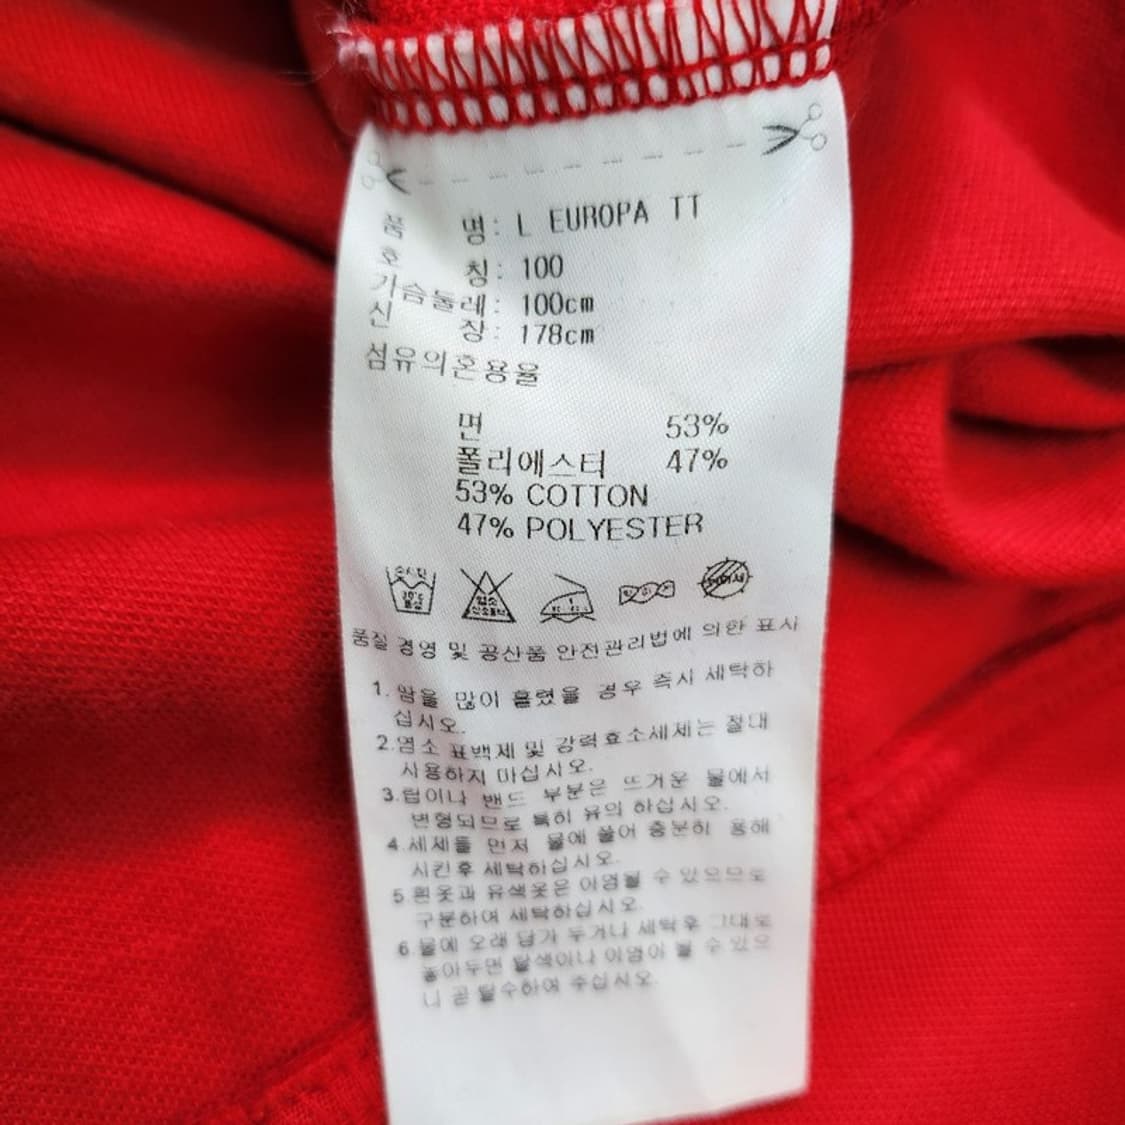 품 명: L EUROPA TT
호 칭: 100
가슴둘레: 100cm
신 장: 178cm
섬유의혼용율
면 53%
폴리에스터 47%
53% COTTON
47% POLYESTER
염소
품질 경영 및 공산품 안전관리법에 의한 표시
1. 땀을 많이 흘렸을 경우 즉시 세탁하
십시오.
2.염소 표백제 및 강력효소세제는 절대
사용하지 마십시오.
3.럽이나 밴드 부분은 뜨거운 물에서
변형되므로 특히 유의 하십시오.
4.세제를 먼저 물에 풀어 충분히 용해
시킨후 세탁하십시오.
5.흰옷과 유색옷은 이염될 수 있으므로
구분하여 세탁하십시오.
6.물에 오래 담가 두거나 세탁후 그대로
놓아두면 탈색이나 이염이 될 수 있으
니 곧 탈수하여 주십시오.